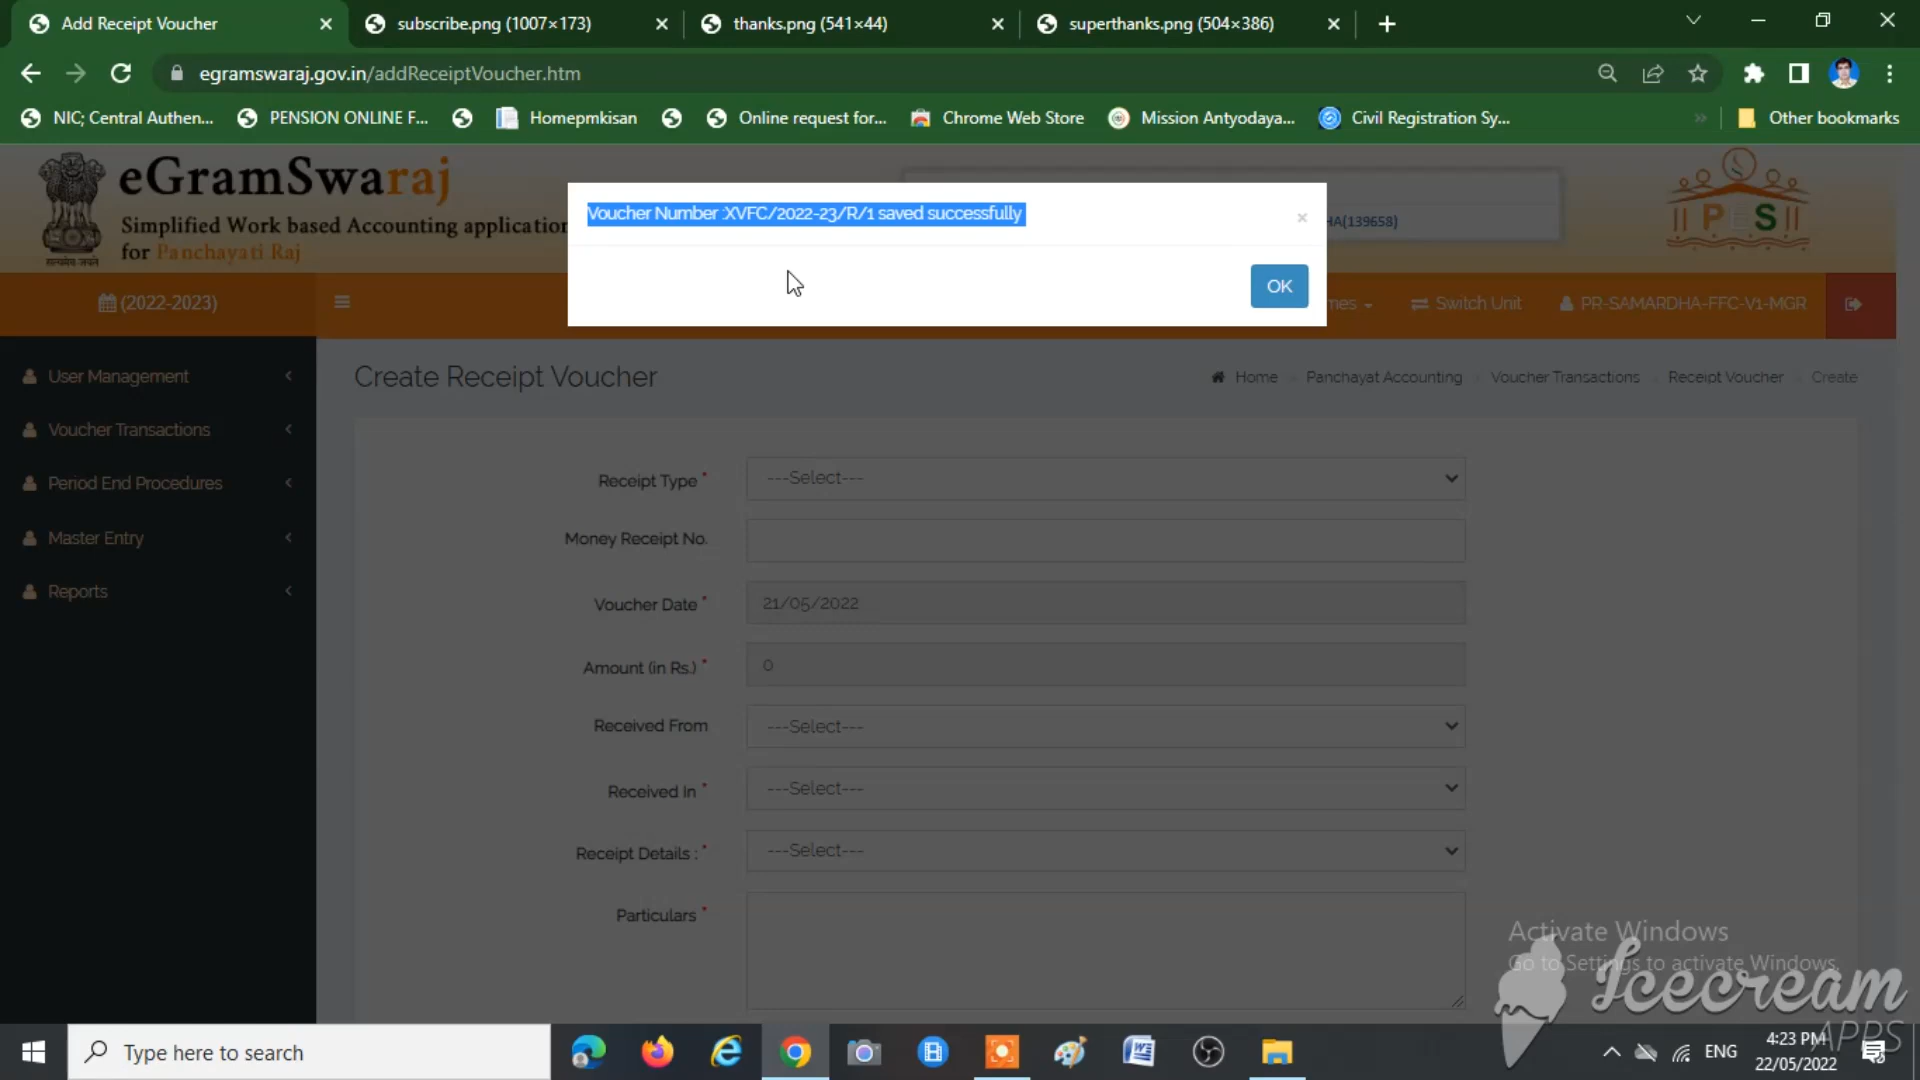 Add Receipt Voucher
subscribe.png (1007×173)
thanks.png (541×44)
superthanks.png (504×386)
egramswaraj.gov.in/addReceiptVoucher.htm
NIC; Central Authen...
PENSION ONLINE F...
Homepmkisan
Online request for...
Chrome Web Store
Mission Antyodaya...
Civil Registration Sy...
Other bookmarks
सत्यमेव जयते
eGramSwaraj
Simplified Work based Accounting application
for Panchayati Raj
Voucher Number :XVFC/2022-23/R/1 saved successfully
×
OK
HA(139658)
PES
(2022-2023)
mes
Switch Unit
PR-SAMARDHA-FFC-V1-MGR
User Management
Voucher Transactions
Period End Procedures
Master Entry
Reports
Create Receipt Voucher
Home
Panchayat Accounting
Voucher Transactions
Receipt Voucher
Create
Receipt Type *
---Select---
Money Receipt No.
Voucher Date *
21/05/2022
Amount (in Rs.) *
0
Received From
---Select---
Received In *
---Select---
Receipt Details : *
---Select---
Particulars *
Activate Windows
Go to Settings to activate Windows.
Icecream
APPS
Type here to search
ENG
4:23 PM
22/05/2022